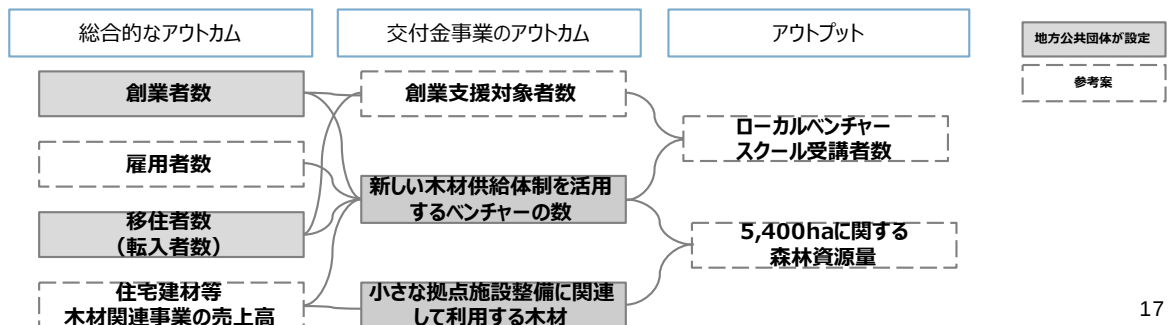 総合的なアウトカム
交付金事業のアウトカム
アウトプット
地方公共団体が設定
参考案
創業者数
雇用者数
移住者数
（転入者数）
住宅建材等
木材関連事業の売上高
創業支援対象者数
新しい木材供給体制を活用
するベンチャーの数
小さな拠点施設整備に関連
して利用する木材
ローカルベンチャー
スクール受講者数
5,400haに関する
森林資源量
17